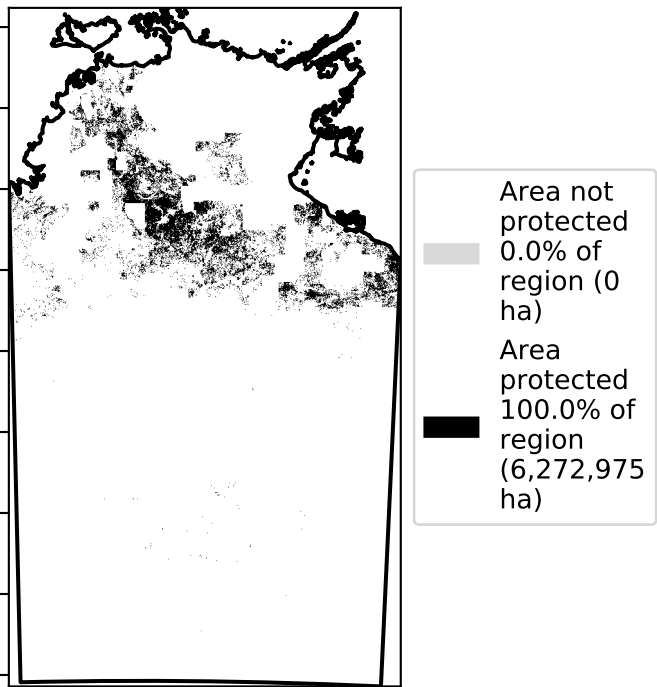 Area not
protected
0.0% of
region (0
ha)
Area
protected
100.0% of
region
(6,272,975
ha)